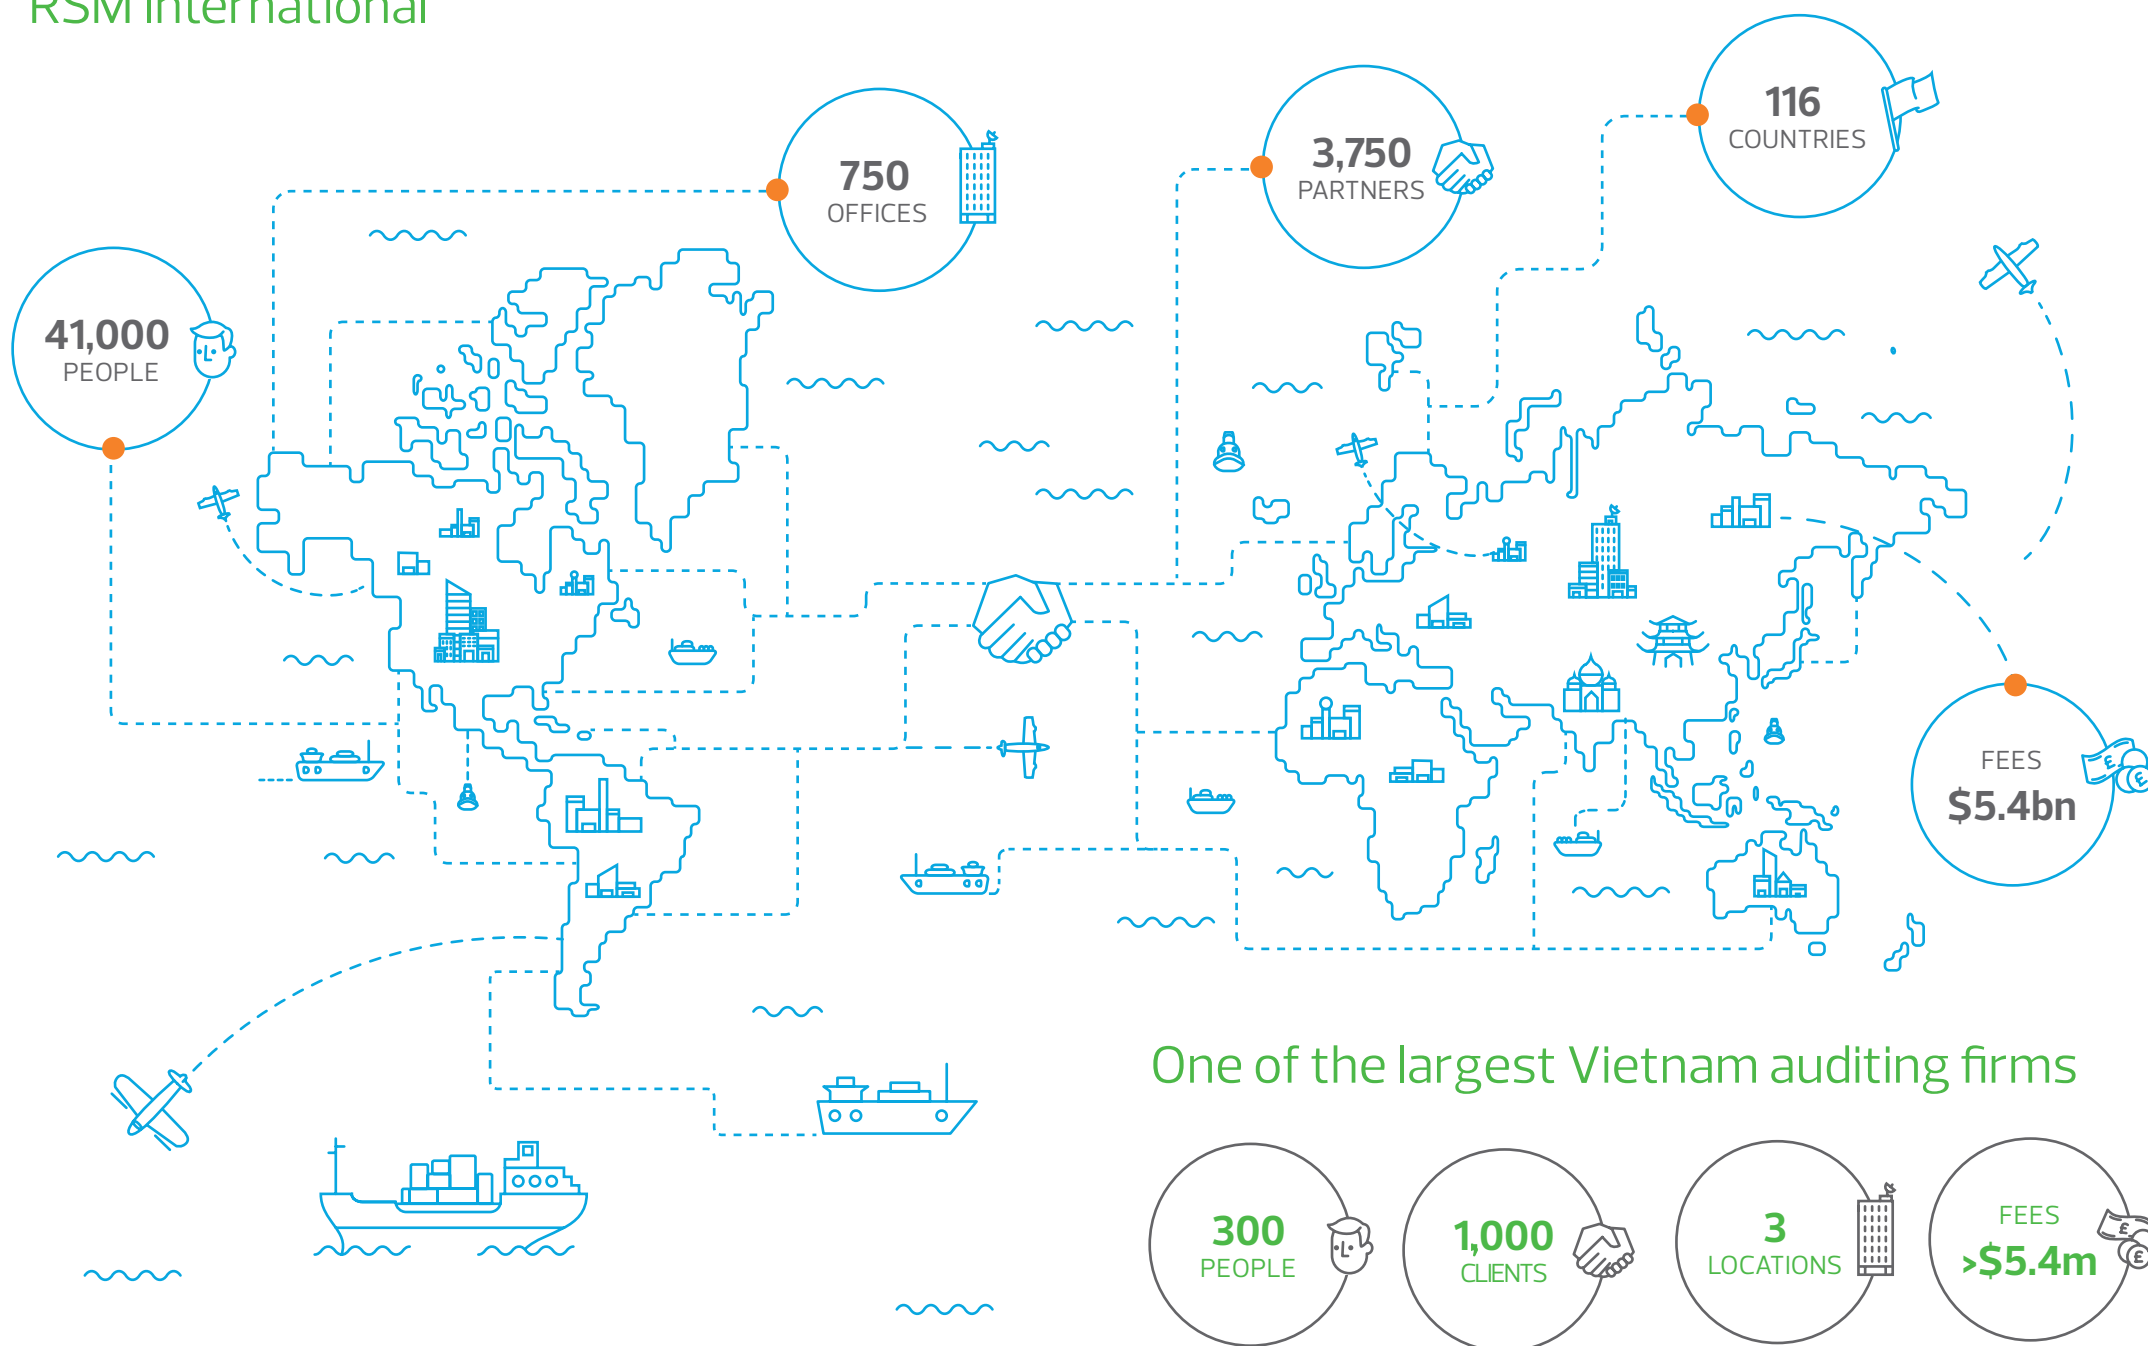 RSM International
116
COUNTRIES
3,750
PARTNERS
750
OFFICES
41,000
PEOPLE
FEES
$5.4bn
One of the largest Vietnam auditing firms
300
PEOPLE
1,000
CLIENTS
3
LOCATIONS
FEES
>$5.4m